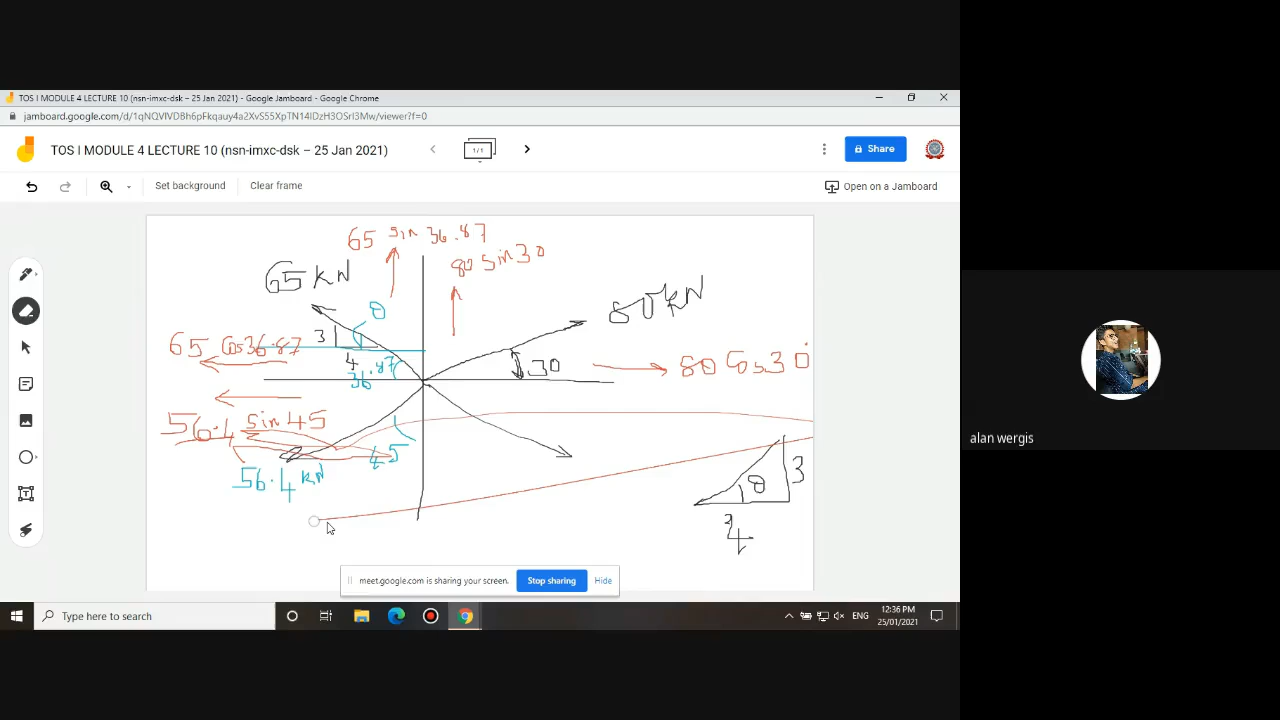 TOS I MODULE 4 LECTURE 10 (nsn-imxc-dsk – 25 Jan 2021) - Google Jamboard - Google Chrome
jamboard.google.com/d/1qNQVIVDBh6pFkqauy4a2XvS55XpTN14lDzH3OSrI3Mw/viewer?f=0
TOS I MODULE 4 LECTURE 10 (nsn-imxc-dsk – 25 Jan 2021)
1/1
Share
Set background
Clear frame
Open on a Jamboard
65 sin 36.87
80 sin 30
65 kN
θ
80 kN
3
65 Cos 36.87
4
36.87
30
80 Cos 30
56.4 sin 45
45
56.4 kN
θ
3
4
alan wergis
meet.google.com is sharing your screen.
Stop sharing
Hide
Type here to search
ENG
12:36 PM
25/01/2021